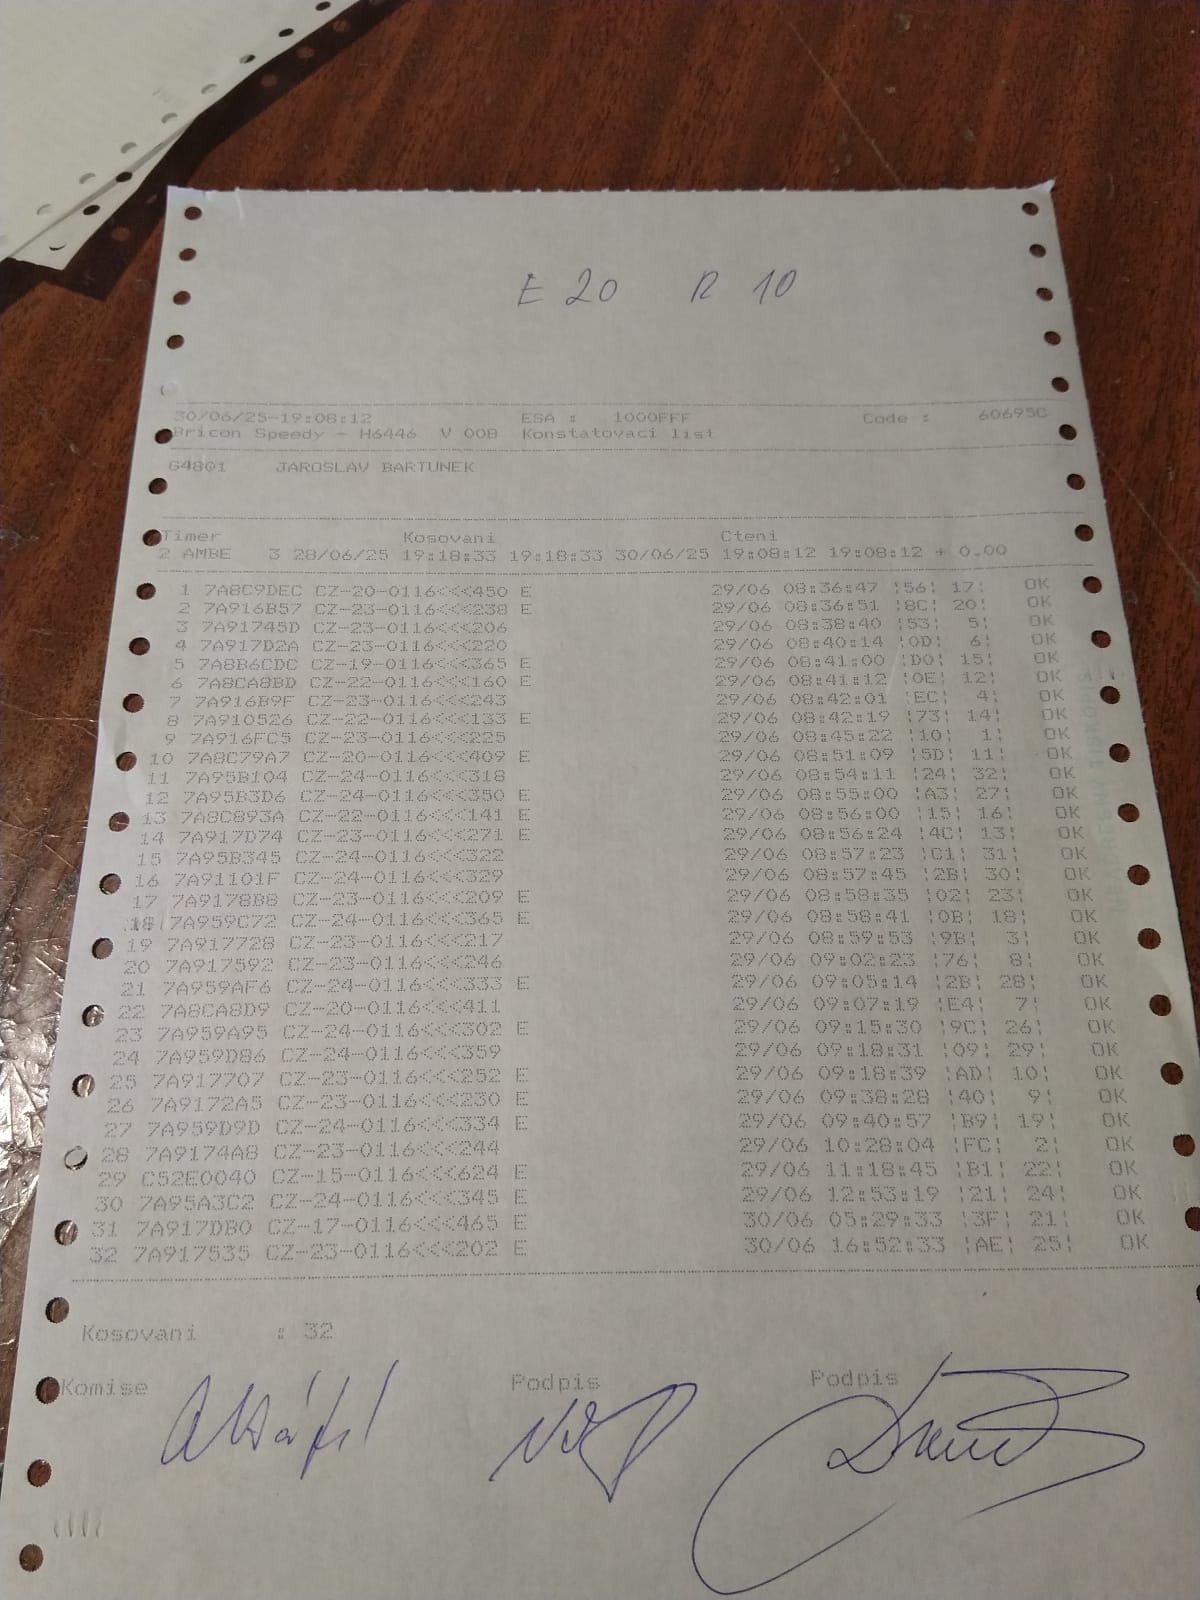 E 20 R 10
30/06/25-19:08:12 ESA : 1000FFF Code : 60695C
Bricon Speedy - H6446 V 00B Konstatovaci list
G4801 JAROSLAV BARTUNEK
Timer Kosovani Cteni
2 AMBE 3 28/06/25 19:18:33 19:18:33 30/06/25 19:08:12 19:08:12 + 0.00
1 7A8C9DEC CZ-20-0116<<<450 E 29/06 08:36:47 ¦56¦ 17¦ OK
2 7A916B57 CZ-23-0116<<<238 E 29/06 08:36:51 ¦8C¦ 20¦ OK
3 7A91745D CZ-23-0116<<<206 29/06 08:38:40 ¦53¦ 5¦ OK
4 7A917D2A CZ-23-0116<<<220 29/06 08:40:14 ¦0D¦ 6¦ OK
5 7A8B6CDC CZ-19-0116<<<365 E 29/06 08:41:00 ¦D0¦ 15¦ OK
6 7A8CA8BD CZ-22-0116<<<160 E 29/06 08:41:12 ¦0E¦ 12¦ OK
7 7A916B9F CZ-23-0116<<<243 29/06 08:42:01 ¦EC¦ 4¦ OK
8 7A910526 CZ-22-0116<<<133 E 29/06 08:42:19 ¦73¦ 14¦ OK
9 7A916FC5 CZ-23-0116<<<225 29/06 08:45:22 ¦10¦ 1¦ OK
10 7A8C79A7 CZ-20-0116<<<409 E 29/06 08:51:09 ¦5D¦ 11¦ OK
11 7A95B104 CZ-24-0116<<<318 29/06 08:54:11 ¦24¦ 32¦ OK
12 7A95B3D6 CZ-24-0116<<<350 E 29/06 08:55:00 ¦A3¦ 27¦ OK
13 7A8C893A CZ-22-0116<<<141 E 29/06 08:56:00 ¦15¦ 16¦ OK
14 7A917D74 CZ-23-0116<<<271 E 29/06 08:56:24 ¦4C¦ 13¦ OK
15 7A95B345 CZ-24-0116<<<322 29/06 08:57:23 ¦C1¦ 31¦ OK
16 7A91101F CZ-24-0116<<<329 29/06 08:57:45 ¦2B¦ 30¦ OK
17 7A9178B8 CZ-23-0116<<<209 E 29/06 08:58:35 ¦02¦ 23¦ OK
18 7A959C72 CZ-24-0116<<<365 E 29/06 08:58:41 ¦0B¦ 18¦ OK
19 7A917728 CZ-23-0116<<<217 29/06 08:59:53 ¦9B¦ 3¦ OK
20 7A917592 CZ-23-0116<<<246 29/06 09:02:23 ¦76¦ 8¦ OK
21 7A959AF6 CZ-24-0116<<<333 E 29/06 09:05:14 ¦2B¦ 28¦ OK
22 7A8CA8D9 CZ-20-0116<<<411 29/06 09:07:19 ¦E4¦ 7¦ OK
23 7A959A95 CZ-24-0116<<<302 E 29/06 09:15:30 ¦9C¦ 26¦ OK
24 7A959D86 CZ-24-0116<<<359 29/06 09:18:31 ¦09¦ 29¦ OK
25 7A917707 CZ-23-0116<<<252 E 29/06 09:18:39 ¦AD¦ 10¦ OK
26 7A9172A5 CZ-23-0116<<<230 E 29/06 09:38:28 ¦40¦ 9¦ OK
27 7A959D9D CZ-24-0116<<<334 E 29/06 09:40:57 ¦B9¦ 19¦ OK
28 7A9174A8 CZ-23-0116<<<244 29/06 10:28:04 ¦FC¦ 2¦ OK
29 C52E0040 CZ-15-0116<<<624 E 29/06 11:18:45 ¦B1¦ 22¦ OK
30 7A95A3C2 CZ-24-0116<<<345 E 29/06 12:53:19 ¦21¦ 24¦ OK
31 7A917DB0 CZ-17-0116<<<465 E 30/06 05:29:33 ¦3F¦ 21¦ OK
32 7A917535 CZ-23-0116<<<202 E 30/06 16:52:33 ¦AE¦ 25¦ OK
Kosovani : 32
Komise Podpis Podpis